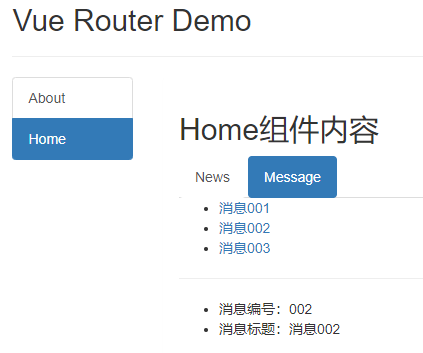 Vue Router Demo
About
Home
Home组件内容
News
Message
消息001
消息002
消息003
消息编号：002
消息标题：消息002